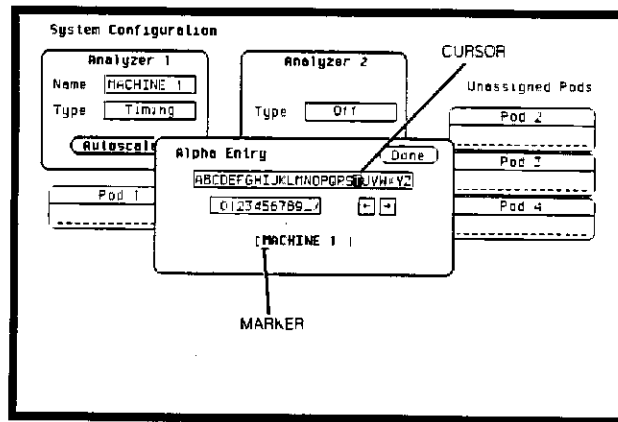 System Configuration
Analyzer 1
Name MACHINE 1
Type Timing
Autoscale
Analyzer 2
Type Off
CURSOR
Unassigned Pods
Pod 1
Pod 2
Pod 3
Pod 4
Alpha Entry
Done
ABCDEFGHIJKLMNOPQRSTUVWXYZ
0123456789_/
← →
[MACHINE 1 ]
MARKER